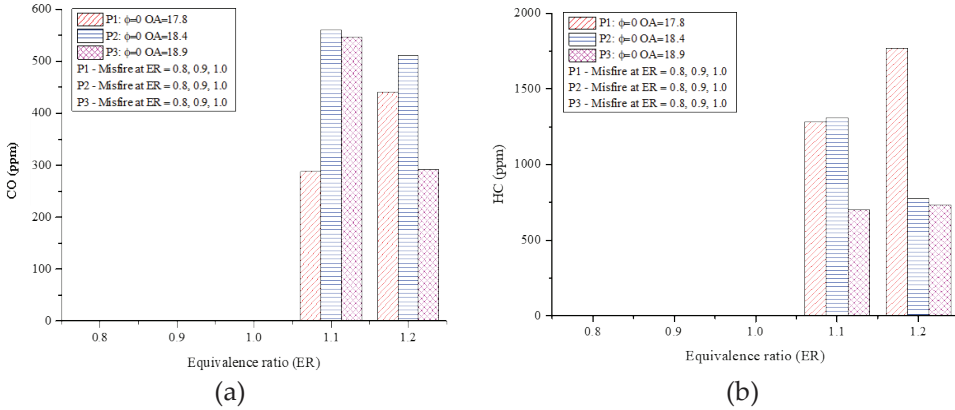 600
500
400
300
200
100
0
CO (ppm)
P1: ϕ=0 OA=17.8
P2: ϕ=0 OA=18.4
P3: ϕ=0 OA=18.9
P1 - Misfire at ER = 0.8, 0.9, 1.0
P2 - Misfire at ER = 0.8, 0.9, 1.0
P3 - Misfire at ER = 0.8, 0.9, 1.0
0.8 0.9 1.0 1.1 1.2
Equivalence ratio (ER)
(a)
2000
1750
1500
1250
1000
750
500
250
0
HC (ppm)
P1: ϕ=0 OA=17.8
P2: ϕ=0 OA=18.4
P3: ϕ=0 OA=18.9
P1 - Misfire at ER = 0.8, 0.9, 1.0
P2 - Misfire at ER = 0.8, 0.9, 1.0
P3 - Misfire at ER = 0.8, 0.9, 1.0
0.8 0.9 1.0 1.1 1.2
Equivalence ratio (ER)
(b)